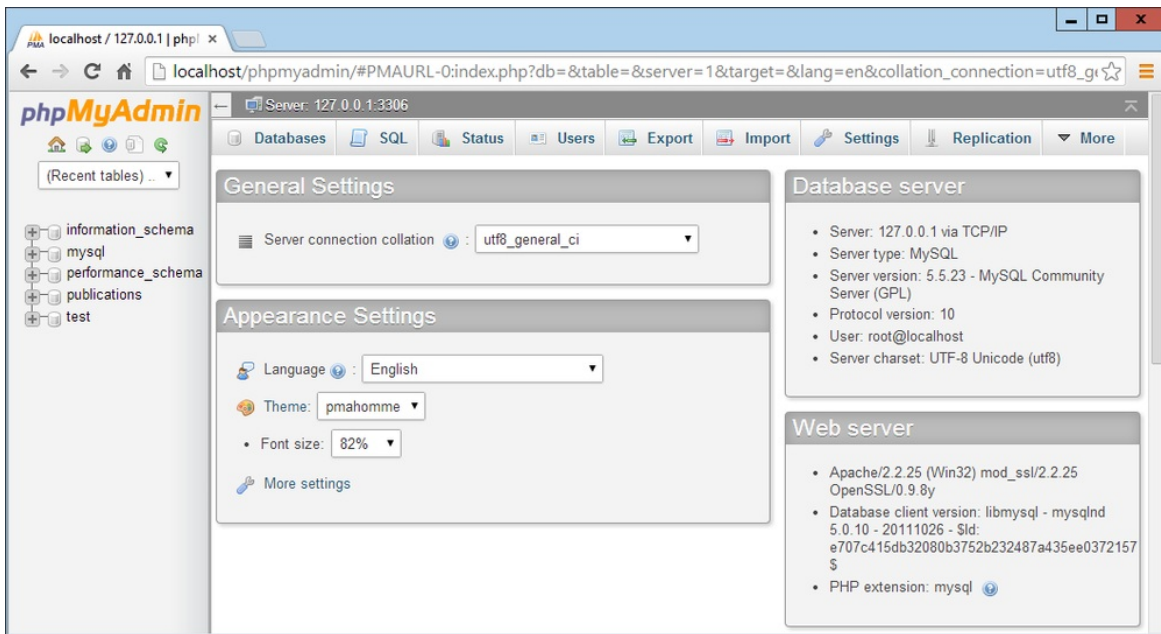 localhost / 127.0.0.1 | phpl
localhost/phpmyadmin/#PMAURL-0:index.php?db=&table=&server=1&target=&lang=en&collation_connection=utf8_g
phpMyAdmin
(Recent tables) ..
information_schema
mysql
performance_schema
publications
test
Server: 127.0.0.1:3306
Databases SQL Status Users Export Import Settings Replication More
General Settings
Server connection collation : utf8_general_ci
Appearance Settings
Language : English
Theme: pmahomme
• Font size: 82%
More settings
Database server
• Server: 127.0.0.1 via TCP/IP
• Server type: MySQL
• Server version: 5.5.23 - MySQL Community
Server (GPL)
• Protocol version: 10
• User: root@localhost
• Server charset: UTF-8 Unicode (utf8)
Web server
• Apache/2.2.25 (Win32) mod_ssl/2.2.25
OpenSSL/0.9.8y
• Database client version: libmysql - mysqlnd
5.0.10 - 20111026 - $Id:
e707c415db32080b3752b232487a435ee0372157
$
• PHP extension: mysql